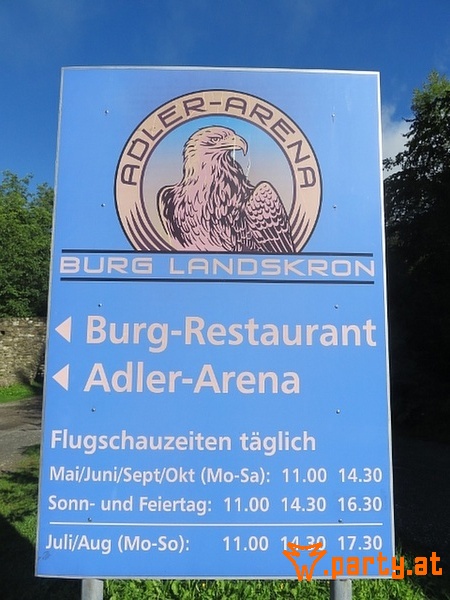 ADLER-ARENA
BURG LANDSKRON
Burg-Restaurant
Adler-Arena
Flugschauzeiten täglich
Mai/Juni/Sept/Okt (Mo-Sa): 11.00 14.30
Sonn- und Feiertag: 11.00 14.30 16.30
Juli/Aug (Mo-So): 11.00 14.30 17.30
party.at